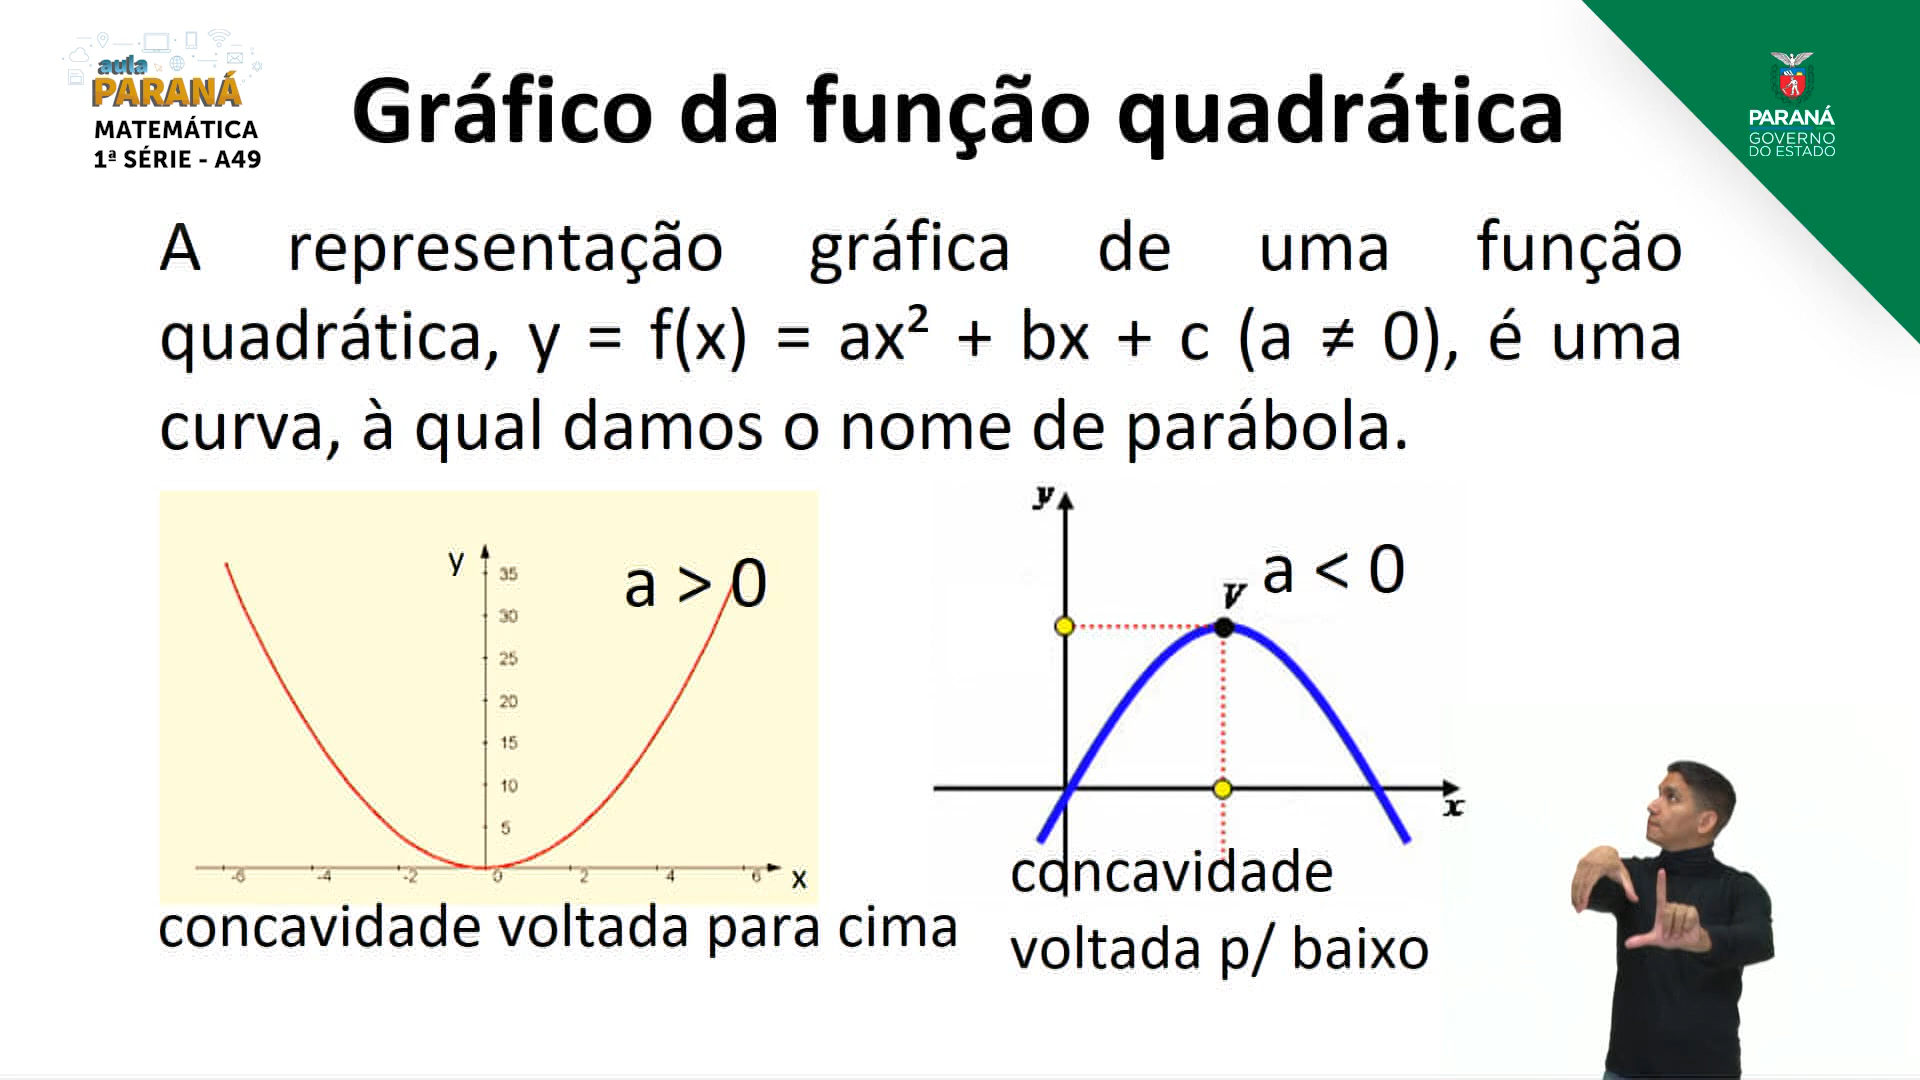 aula
PARANÁ
MATEMÁTICA
1ª SÉRIE - A49
Gráfico da função quadrática
PARANÁ
GOVERNO
DO ESTADO
A representação gráfica de uma função
quadrática, y = f(x) = ax² + bx + c (a ≠ 0), é uma
curva, à qual damos o nome de parábola.
y
a > 0
35
30
25
20
15
10
5
-6 -4 -2 0 2 4 6 x
concavidade voltada para cima
y
a < 0
V
x
concavidade
voltada p/ baixo